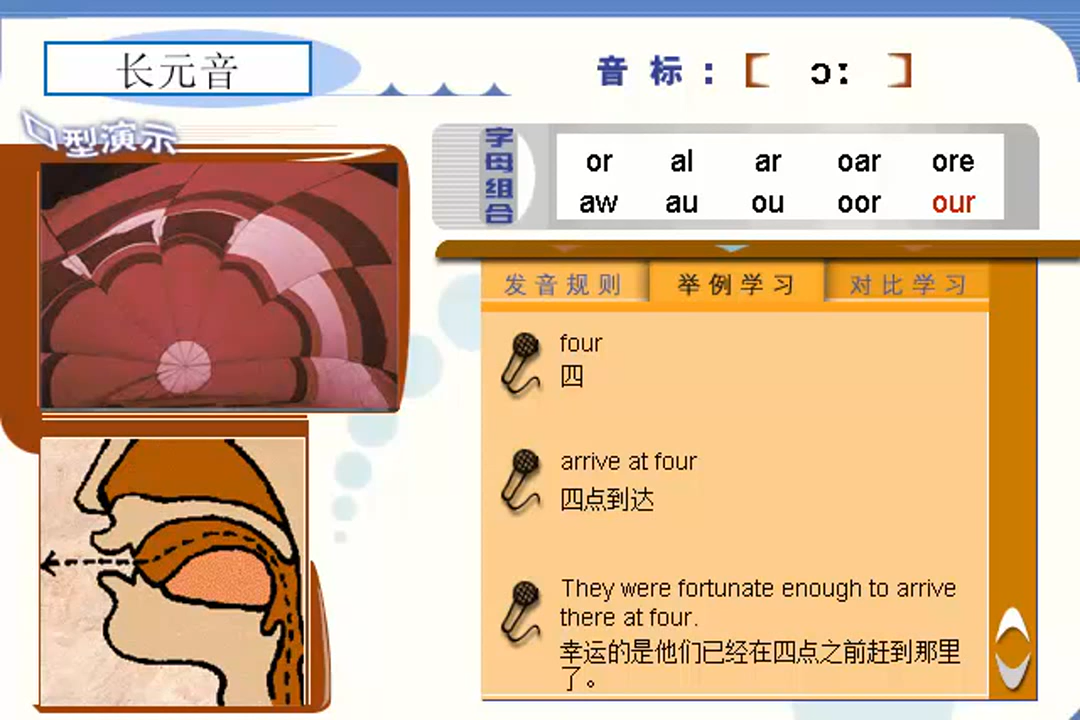 长元音
音标：【 ɔː 】
口型演示
字母组合
or al ar oar ore
aw au ou oor our
发音规则 举例学习 对比学习
four
四
arrive at four
四点到达
They were fortunate enough to arrive
there at four.
幸运的是他们已经在四点之前赶到那里
了。